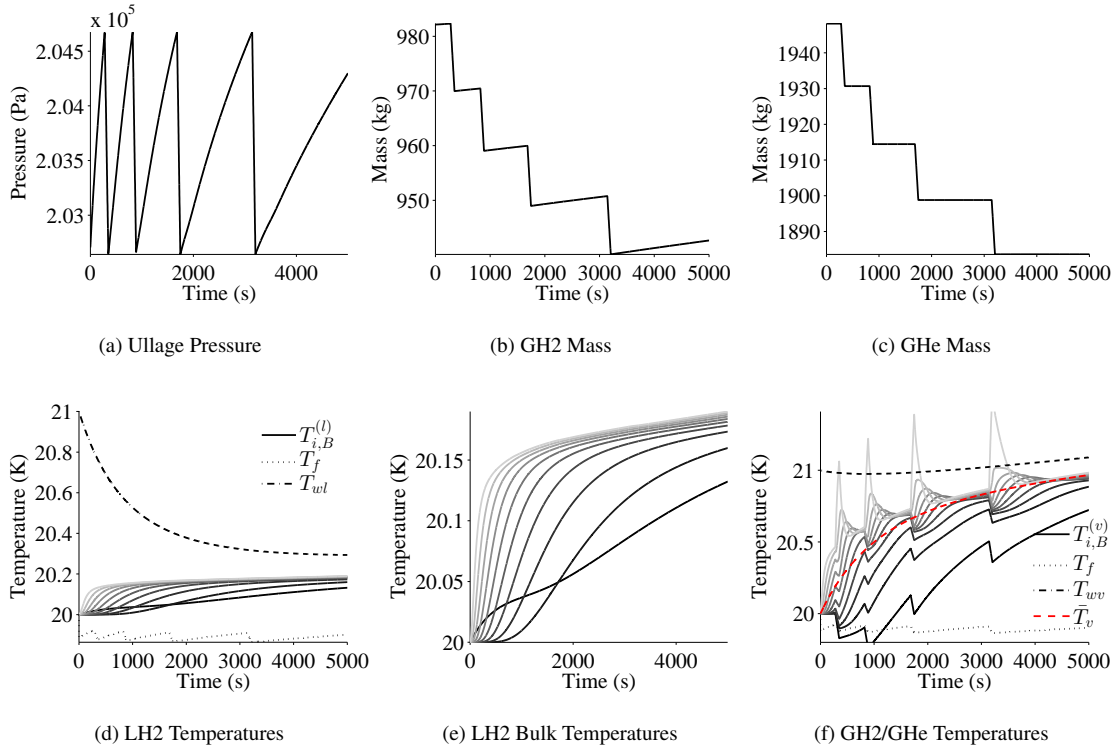 x 10^5
2.045
2.04
2.035
2.03
Pressure (Pa)
0 2000 4000
Time (s)
(a) Ullage Pressure
980
970
960
950
Mass (kg)
0 1000 2000 3000 4000 5000
Time (s)
(b) GH2 Mass
1940
1930
1920
1910
1900
1890
Mass (kg)
0 1000 2000 3000 4000 5000
Time (s)
(c) GHe Mass
21
20.8
20.6
20.4
20.2
20
Temperature (K)
T_{i,B}^{(l)}
T_f
T_{wl}
0 1000 2000 3000 4000 5000
Time (s)
(d) LH2 Temperatures
20.15
20.1
20.05
20
Temperature (K)
0 2000 4000
Time (s)
(e) LH2 Bulk Temperatures
21
20.5
20
Temperature (K)
T_{i,B}^{(v)}
T_f
T_{wv}
T̄_v
0 1000 2000 3000 4000 5000
Time (s)
(f) GH2/GHe Temperatures